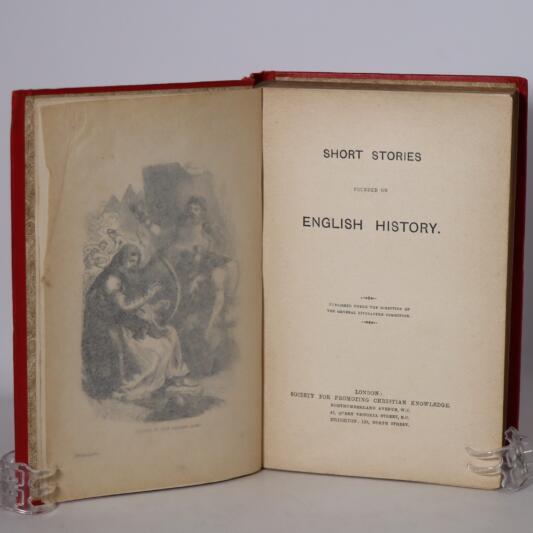 SHORT STORIES
FOUNDED ON
ENGLISH HISTORY.
PUBLISHED UNDER THE DIRECTION OF
THE GENERAL LITERATURE COMMITTEE.
LONDON:
SOCIETY FOR PROMOTING CHRISTIAN KNOWLEDGE.
NORTHUMBERLAND AVENUE, W.C.
43, QUEEN VICTORIA STREET, E.C.
BRIGHTON: 129, NORTH STREET.